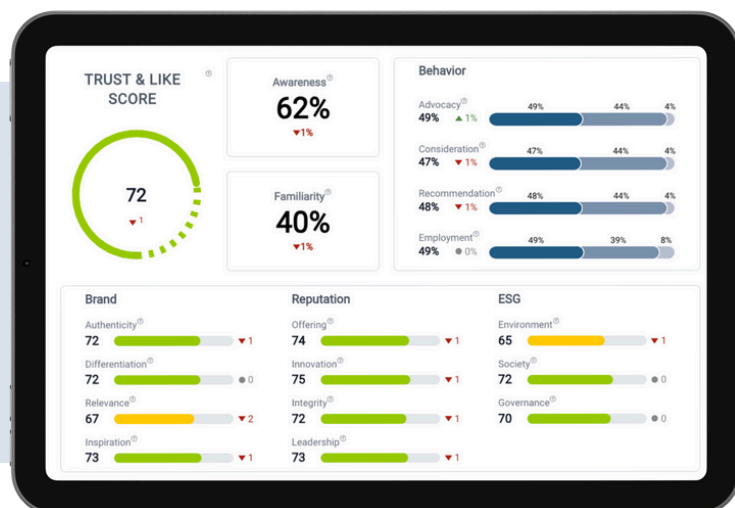 TRUST & LIKE
SCORE
72
▼ 1
Awareness
62%
▼1%
Familiarity
40%
▼1%
Behavior
Advocacy
49% ▲ 1%
49% 44% 4%
Consideration
47% ▼ 1%
47% 44% 4%
Recommendation
48% ▼ 1%
48% 44% 4%
Employment
49% ● 0%
49% 39% 8%
Brand
Authenticity
72 ▼ 1
Differentiation
72 ● 0
Relevance
67 ▼ 2
Inspiration
73 ▼ 1
Reputation
Offering
74 ▼ 1
Innovation
75 ▼ 1
Integrity
72 ▼ 1
Leadership
73 ▼ 1
ESG
Environment
65 ▼ 1
Society
72 ● 0
Governance
70 ● 0